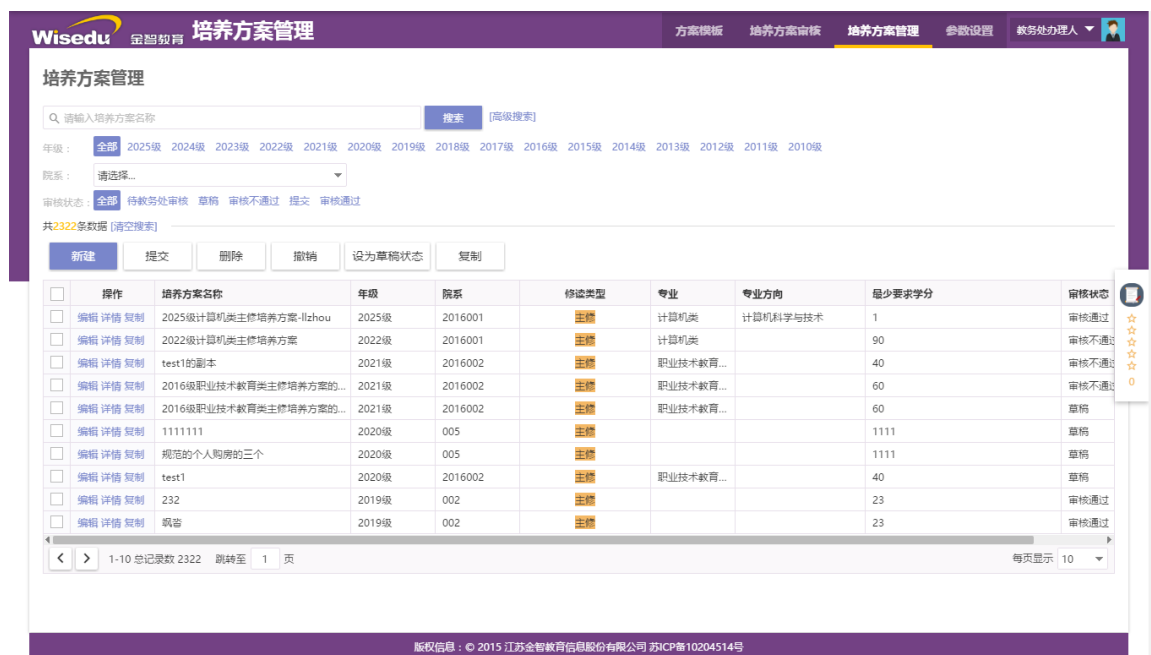 Wisedu 金智教育 培养方案管理 方案模板 培养方案审核 培养方案管理 参数设置 教务处办理人
培养方案管理
请输入培养方案名称 搜索 [高级搜索]
年级： 全部 2025级 2024级 2023级 2022级 2021级 2020级 2019级 2018级 2017级 2016级 2015级 2014级 2013级 2012级 2011级 2010级
院系： 请选择...
审核状态： 全部 待教务处审核 草稿 审核不通过 提交 审核通过
共2322条数据 [清空搜索]
新建 提交 删除 撤销 设为草稿状态 复制
操作 培养方案名称 年级 院系 修读类型 专业 专业方向 最少要求学分 审核状态
编辑 详情 复制 2025级计算机类主修培养方案-llzhou 2025级 2016001 主修 计算机类 计算机科学与技术 1 审核通过
编辑 详情 复制 2022级计算机类主修培养方案 2022级 2016001 主修 计算机类 90 审核不通
编辑 详情 复制 test1的副本 2021级 2016002 主修 职业技术教育... 40 审核不通
编辑 详情 复制 2016级职业技术教育类主修培养方案的... 2021级 2016002 主修 职业技术教育... 60 审核不通
编辑 详情 复制 2016级职业技术教育类主修培养方案的... 2021级 2016002 主修 职业技术教育... 60 草稿
编辑 详情 复制 1111111 2020级 005 主修 1111 草稿
编辑 详情 复制 规范的个人购房的三个 2020级 005 主修 1111 草稿
编辑 详情 复制 test1 2020级 2016002 主修 职业技术教育... 40 草稿
编辑 详情 复制 232 2019级 002 主修 23 审核通过
编辑 详情 复制 飒沓 2019级 002 主修 23 审核通过
0
1-10 总记录数 2322 跳转至 1 页 每页显示 10
版权信息：© 2015 江苏金智教育信息股份有限公司 苏ICP备10204514号